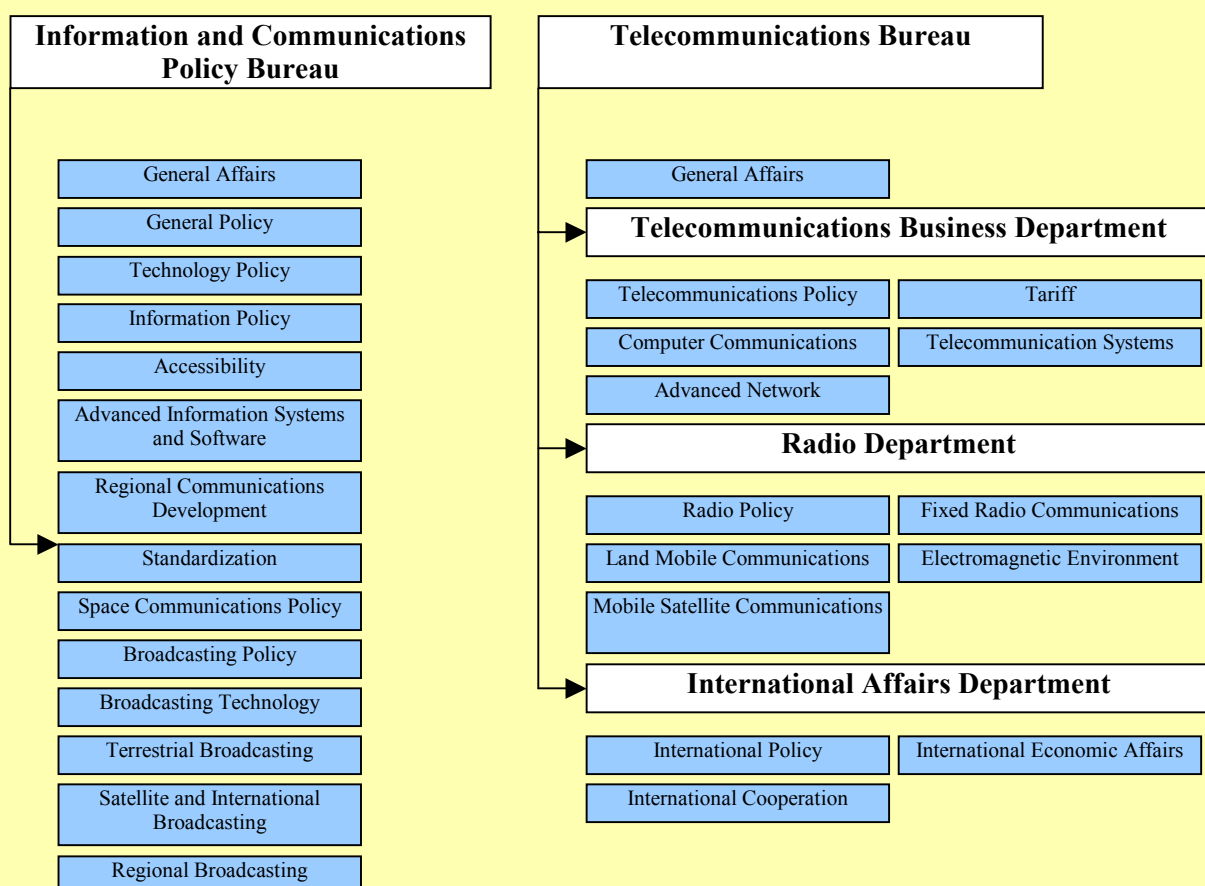 Information and Communications
Policy Bureau
General Affairs
General Policy
Technology Policy
Information Policy
Accessibility
Advanced Information Systems
and Software
Regional Communications
Development
Standardization
Space Communications Policy
Broadcasting Policy
Broadcasting Technology
Terrestrial Broadcasting
Satellite and International
Broadcasting
Regional Broadcasting
Telecommunications Bureau
General Affairs
Telecommunications Business Department
Telecommunications Policy
Tariff
Computer Communications
Telecommunication Systems
Advanced Network
Radio Department
Radio Policy
Fixed Radio Communications
Land Mobile Communications
Electromagnetic Environment
Mobile Satellite Communications
International Affairs Department
International Policy
International Economic Affairs
International Cooperation